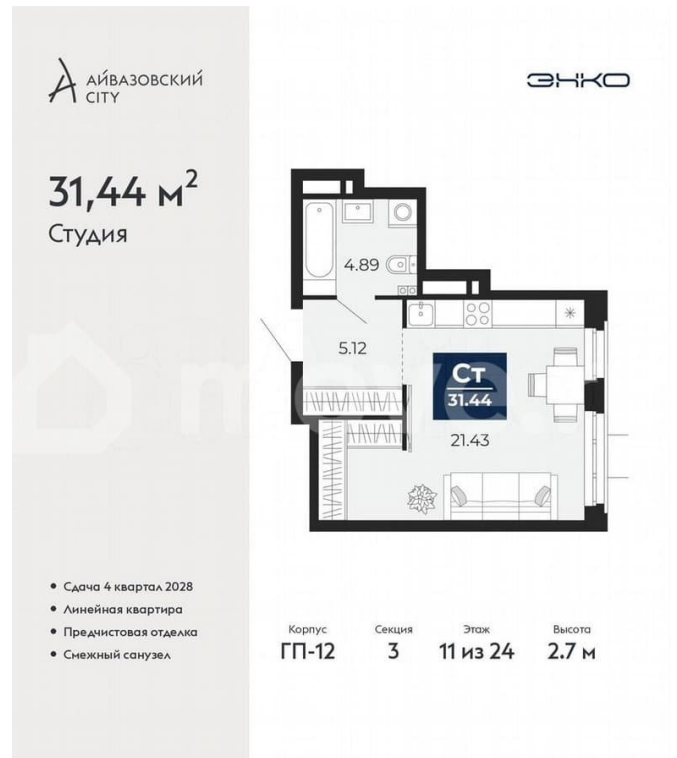 АЙВАЗОВСКИЙ
CITY
ЭНКО
31,44 м²
Студия
4.89
5.12
Ст
31.44
21.43
• Сдача 4 квартал 2028
• Линейная квартира
• Предчистовая отделка
• Смежный санузел
Корпус Секция Этаж Высота
ГП-12 3 11 из 24 2.7 м